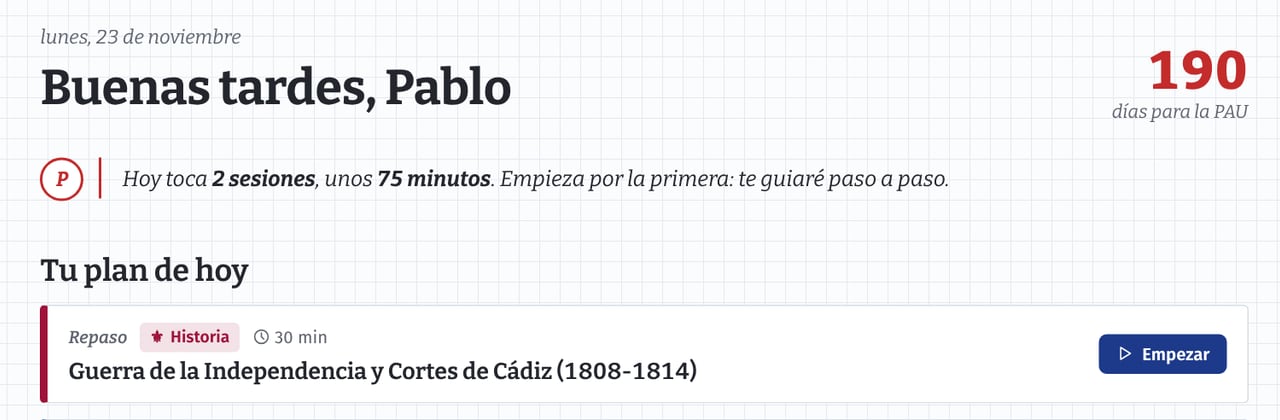 lunes, 23 de noviembre
Buenas tardes, Pablo
190
días para la PAU
P
Hoy toca 2 sesiones, unos 75 minutos. Empieza por la primera: te guiaré paso a paso.
Tu plan de hoy
Repaso Historia 30 min
Guerra de la Independencia y Cortes de Cádiz (1808-1814)
Empezar